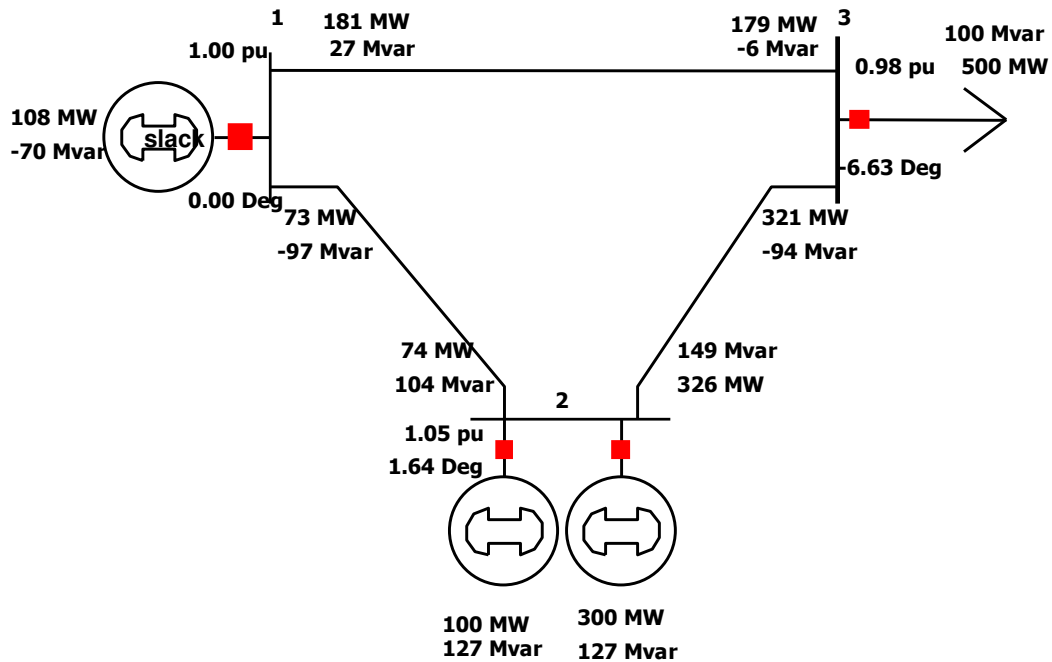 1
181 MW
27 Mvar
179 MW
-6 Mvar
3
100 Mvar
500 MW
1.00 pu
0.98 pu
108 MW
-70 Mvar
slack
-6.63 Deg
0.00 Deg
73 MW
-97 Mvar
321 MW
-94 Mvar
74 MW
104 Mvar
149 Mvar
326 MW
2
1.05 pu
1.64 Deg
100 MW
127 Mvar
300 MW
127 Mvar